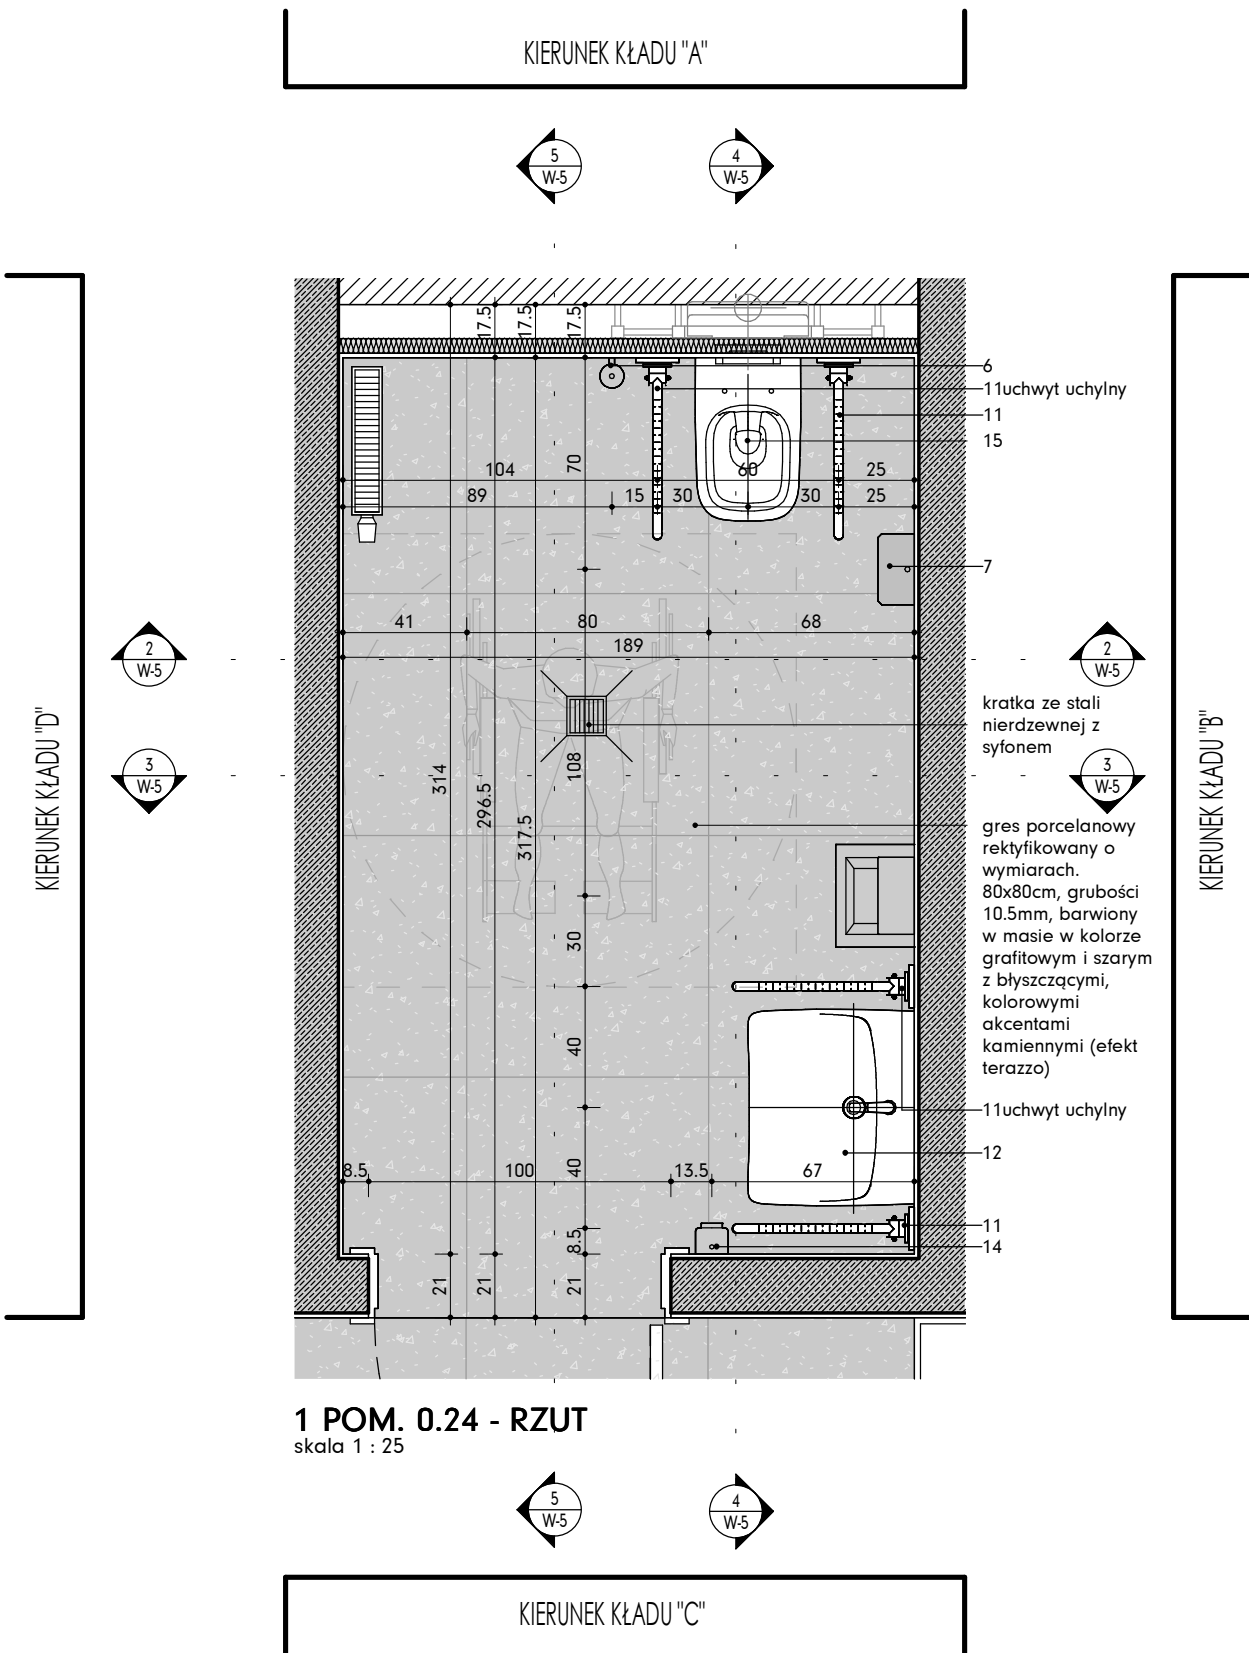 KIERUNEK KŁADU "A"
5
W-5
4
W-5
17.5
17.5
17.5
6
11uchwyt uchylny
11
15
104
70
60
25
89
15
30
30
25
7
41
80
68
189
2
W-5
2
W-5
KIERUNEK KŁADU "D"
KIERUNEK KŁADU "B"
kratka ze stali
nierdzewnej z
syfonem
3
W-5
3
W-5
314
296.5
317.5
108
gres porcelanowy
rektyfikowany o
wymiarach.
80x80cm, grubości
10.5mm, barwiony
w masie w kolorze
grafitowym i szarym
z błyszczącymi,
kolorowymi
akcentami
kamiennymi (efekt
terazzo)
30
40
11uchwyt uchylny
12
8.5
100
40
13.5
67
11
8.5
14
21
21
21
1 POM. 0.24 - RZUT
skala 1 : 25
5
W-5
4
W-5
KIERUNEK KŁADU "C"